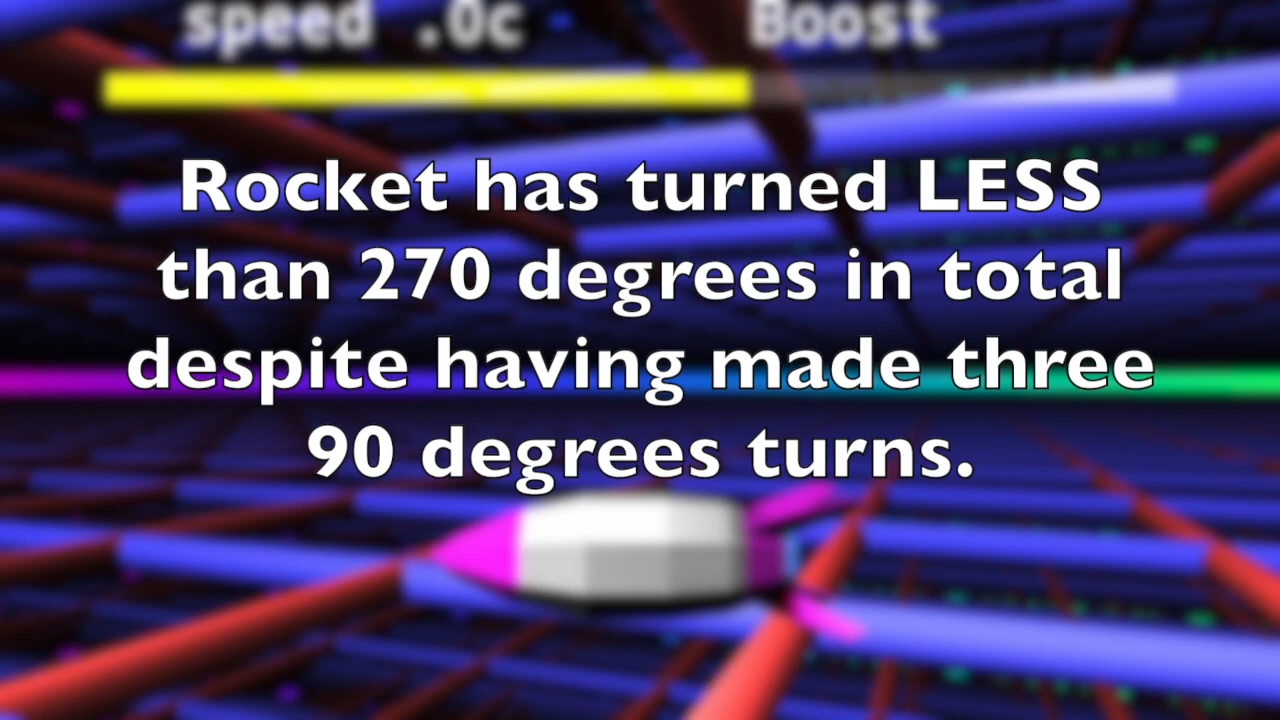 speed .0c Boost
Rocket has turned LESS
than 270 degrees in total
despite having made three
90 degrees turns.